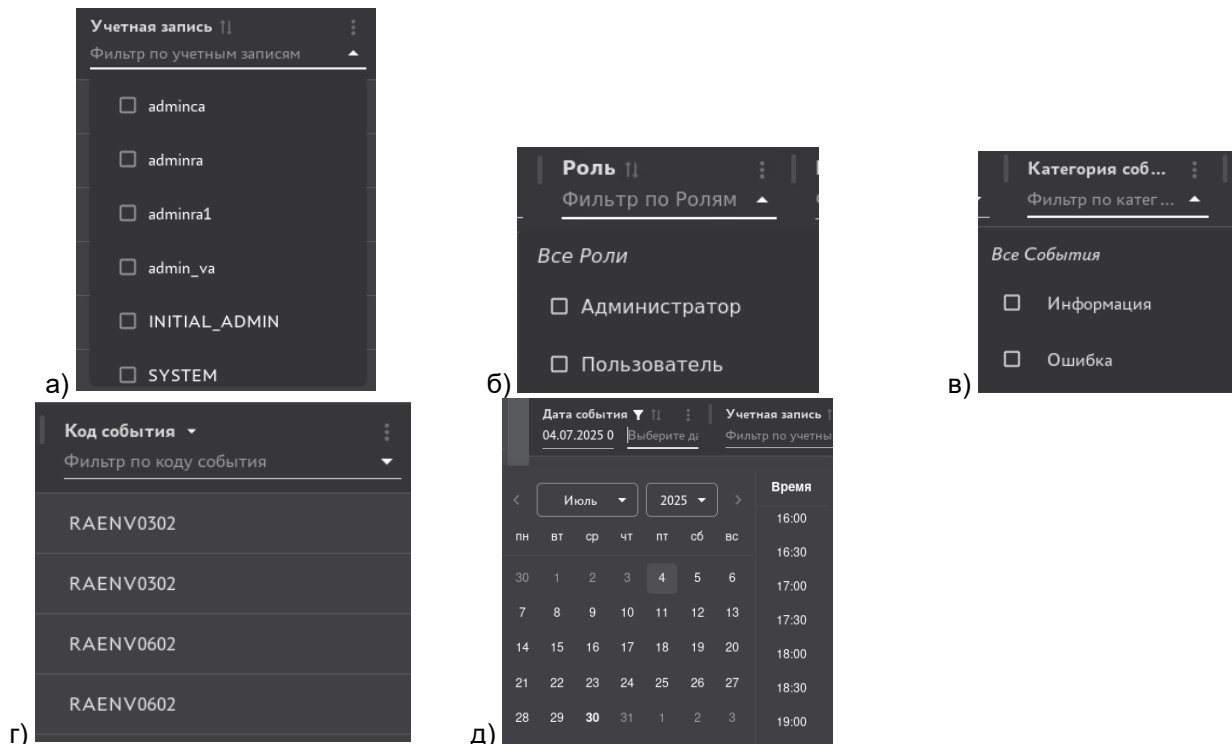 Учетная запись
Фильтр по учетным записям
adminca
adminra
adminra1
admin_va
INITIAL_ADMIN
SYSTEM
а)
Роль
Фильтр по Ролям
Все Роли
Администратор
Пользователь
б)
Категория соб...
Фильтр по катег...
Все События
Информация
Ошибка
в)
Код события
Фильтр по коду события
RAENV0302
RAENV0302
RAENV0602
RAENV0602
г)
Дата события Учетная запись
04.07.2025 0 Выберите Фильтр по
Июль 2025 Время
пн вт ср чт пт сб вс
30 1 2 3 4 5 6
7 8 9 10 11 12 13
14 15 16 17 18 19 20
21 22 23 24 25 26 27
28 29 30 31 1 2 3
16:00
16:30
17:00
17:30
18:00
18:30
19:00
д)